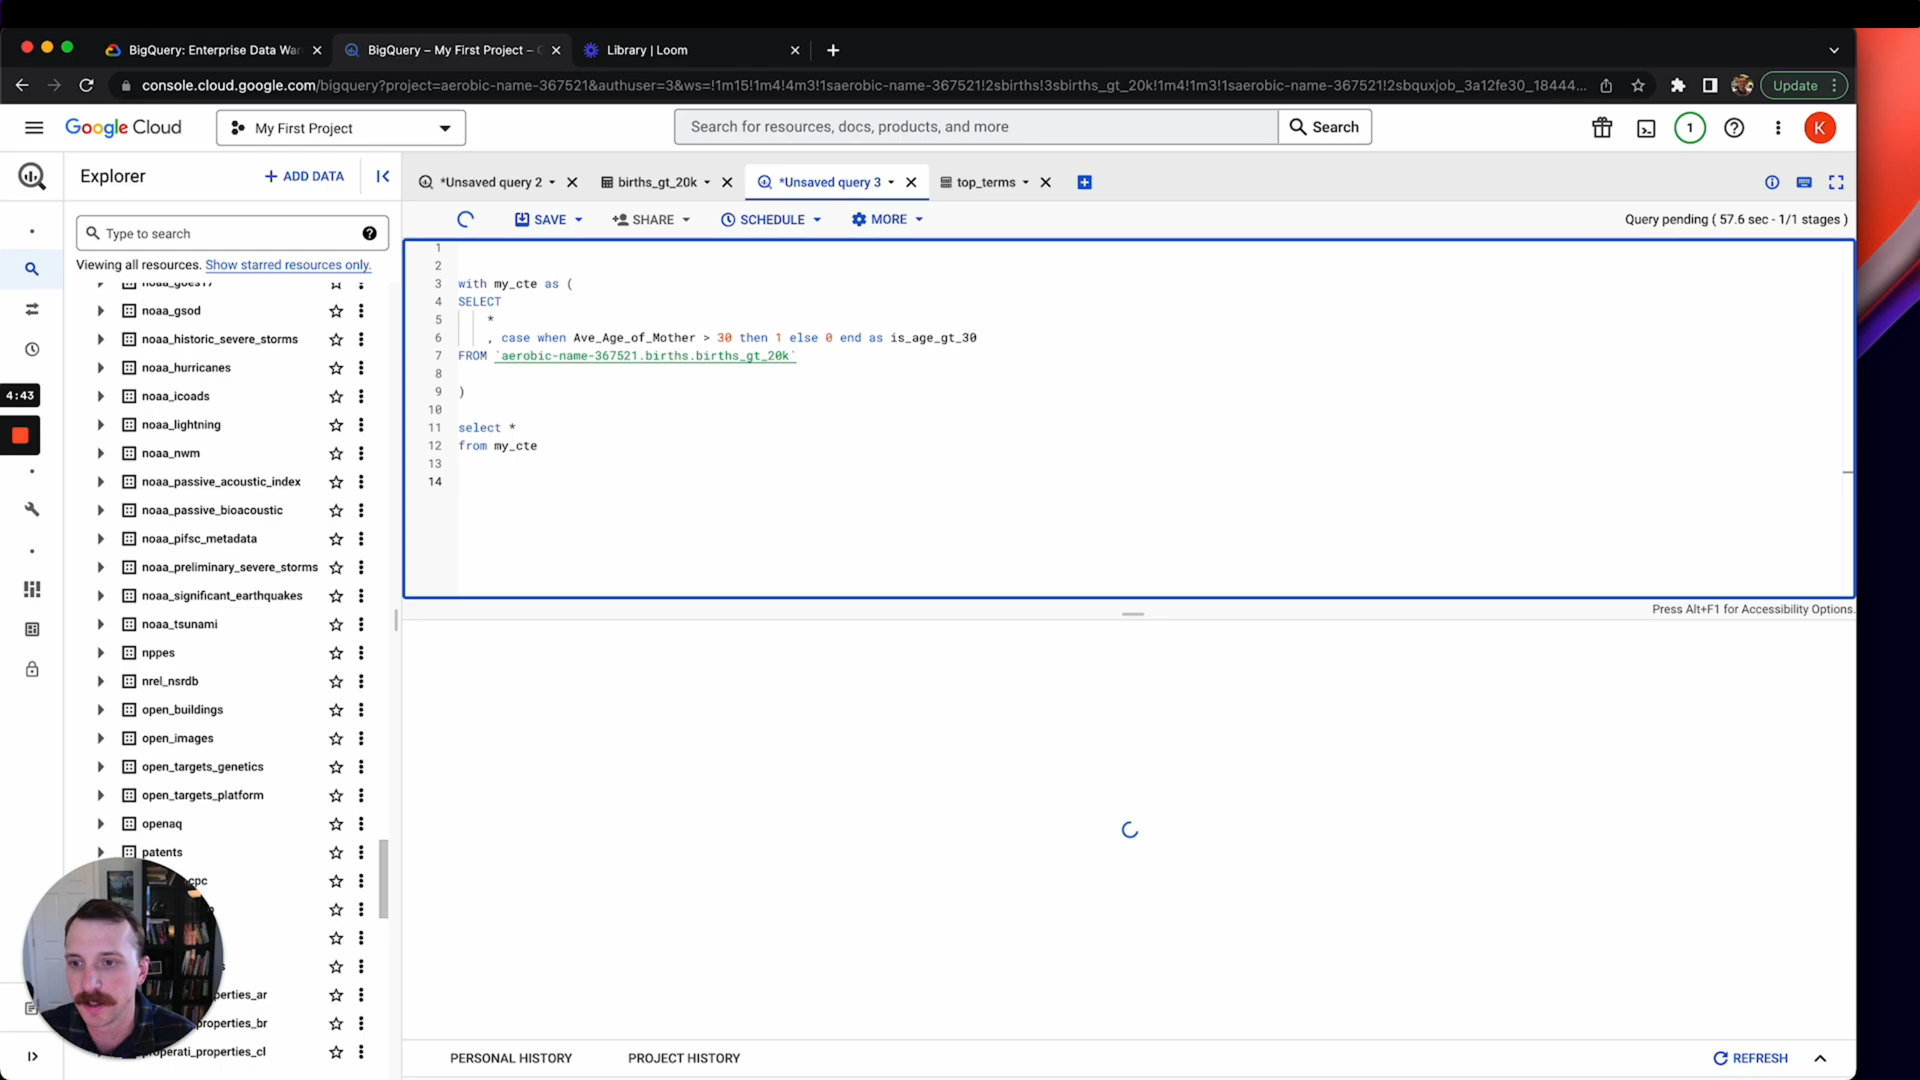 BigQuery: Enterprise Data War
BigQuery – My First Project –
Library | Loom
console.cloud.google.com/bigquery?project=aerobic-name-367521&authuser=3&ws=!1m15!1m4!4m3!1saerobic-name-367521!2sbirths!3sbirths_gt_20k!1m4!1m3!1saerobic-name-367521!2sbquxjob_3a12fe30_18444...
Update
Google Cloud
My First Project
Search for resources, docs, products, and more
Search
1
K
Explorer
+ ADD DATA
*Unsaved query 2
births_gt_20k
*Unsaved query 3
top_terms
SAVE
SHARE
SCHEDULE
MORE
Query pending ( 57.6 sec - 1/1 stages )
Type to search
Viewing all resources. Show starred resources only.
noaa_goes17
noaa_gsod
noaa_historic_severe_storms
noaa_hurricanes
noaa_icoads
noaa_lightning
noaa_nwm
noaa_passive_acoustic_index
noaa_passive_bioacoustic
noaa_pifsc_metadata
noaa_preliminary_severe_storms
noaa_significant_earthquakes
noaa_tsunami
nppes
nrel_nsrdb
open_buildings
open_images
open_targets_genetics
open_targets_platform
openaq
patents
cpc
perties_ar
roperties_br
properati_properties_cl
4:43
1
2
3 with my_cte as (
4 SELECT
5 *
6 , case when Ave_Age_of_Mother > 30 then 1 else 0 end as is_age_gt_30
7 FROM `aerobic-name-367521.births.births_gt_20k`
8
9 )
10
11 select *
12 from my_cte
13
14
Press Alt+F1 for Accessibility Options.
PERSONAL HISTORY
PROJECT HISTORY
REFRESH